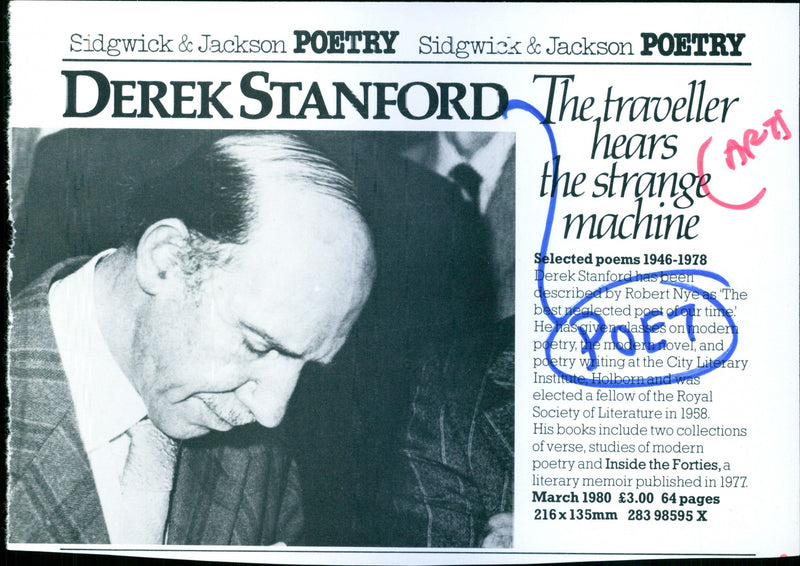 Sidgwick & Jackson POETRY Sidgwick & Jackson POETRY
DEREK STANFORD
The traveller
hears
the strange
machine
ARTS
Selected poems 1946-1978
Derek Stanford has been
described by Robert Nye as 'The
best neglected poet of our time.'
He has given classes on modern
poetry, the modern novel, and
poetry writing at the City Literary
Institute, Holborn and was
elected a fellow of the Royal
Society of Literature in 1958.
His books include two collections
of verse, studies of modern
poetry and Inside the Forties, a
literary memoir published in 1977.
March 1980 £3.00 64 pages
216 x 135mm 283 98595 X
POET